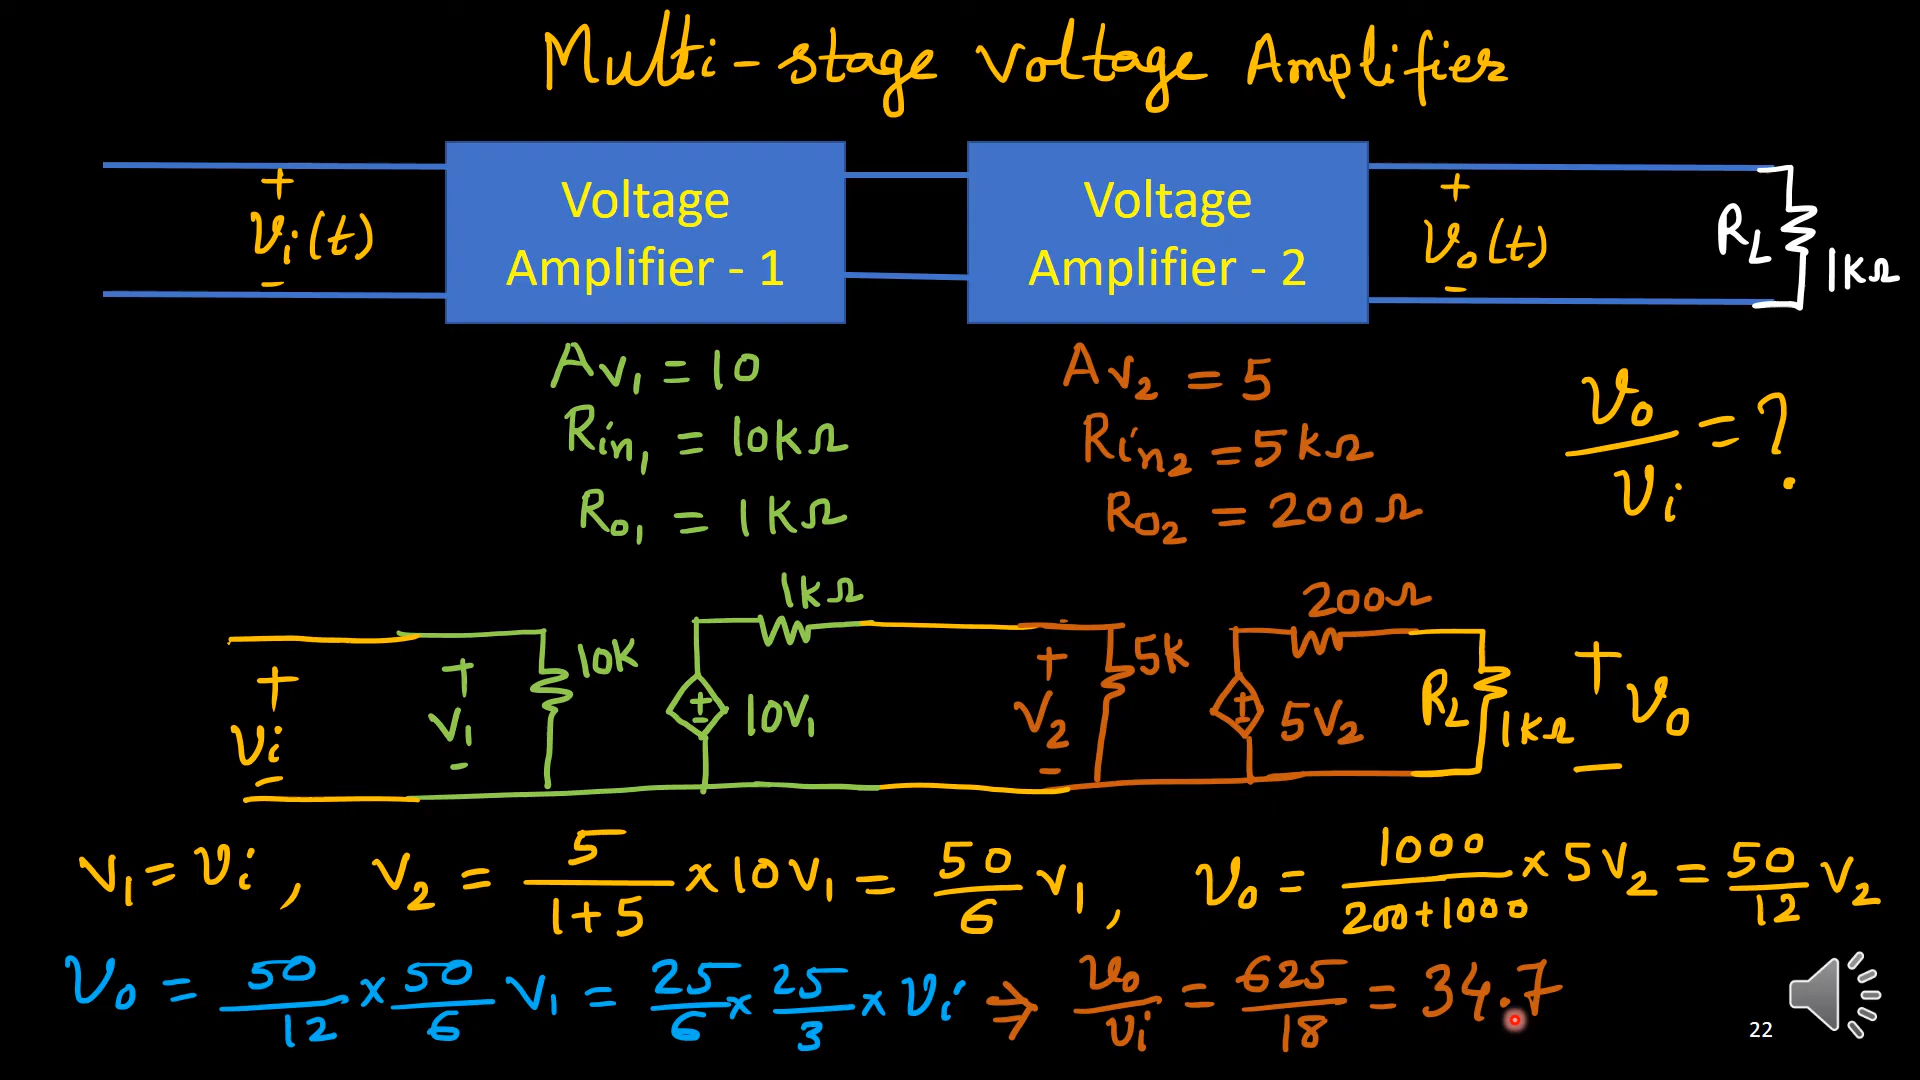 Multi-stage Voltage Amplifier
+ Vi(t) -
Voltage Amplifier - 1
Voltage Amplifier - 2
+ Vo(t) -
RL 1kΩ
Av1 = 10
Rin1 = 10kΩ
Ro1 = 1kΩ
Av2 = 5
Rin2 = 5kΩ
Ro2 = 200Ω
Vo/Vi = ?
+ Vi -
+ V1 -
10K
10V1
1kΩ
+ V2 -
5k
5V2
200Ω
RL 1kΩ
+ Vo -
V1 = Vi, V2 = 5/(1+5) × 10V1 = 50/6 V1, Vo = 1000/(200+1000) × 5V2 = 50/12 V2
Vo = 50/12 × 50/6 V1 = 25/6 × 25/3 × Vi ⇒ Vo/Vi = 625/18 = 34.7
22